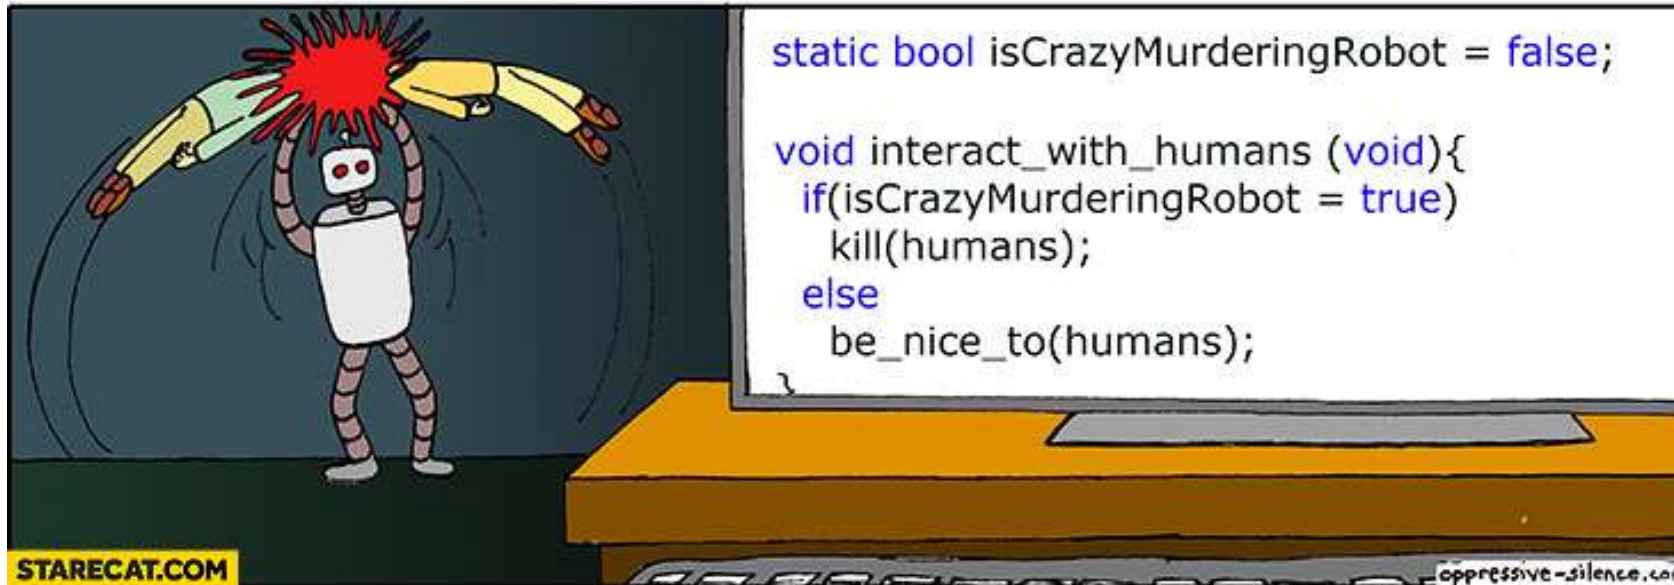 static bool isCrazyMurderingRobot = false;
void interact_with_humans (void){
if(isCrazyMurderingRobot = true)
kill(humans);
else
be_nice_to(humans);
}
STARECAT.COM
oppressive-silence.co